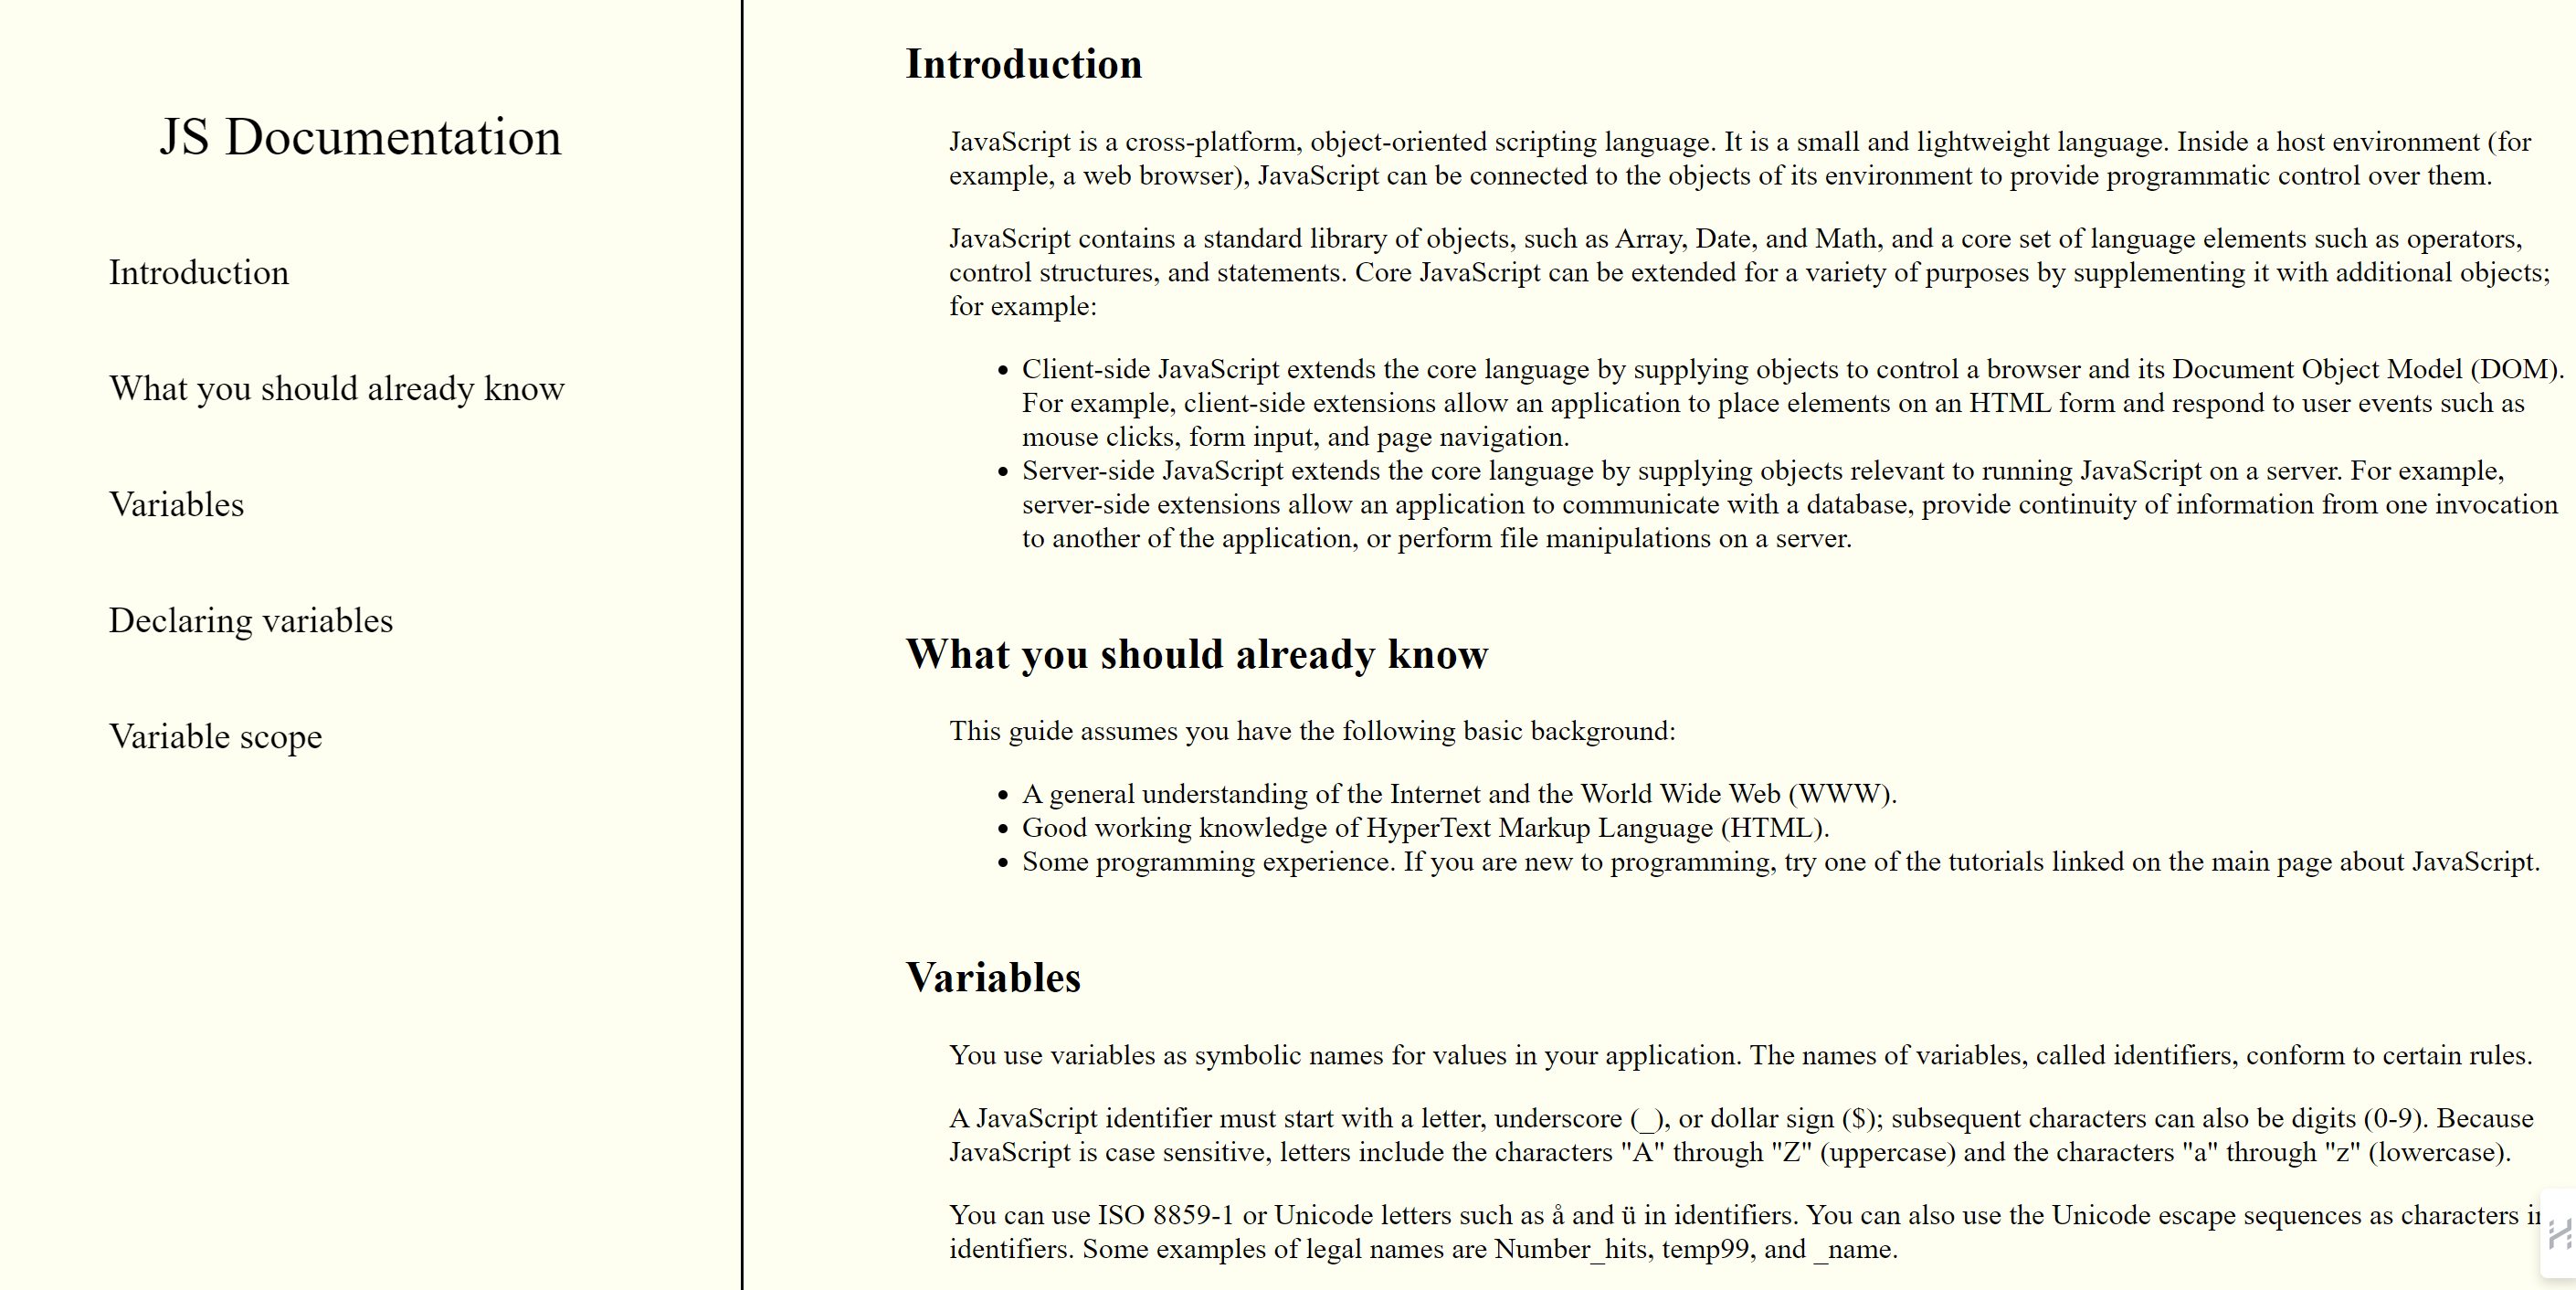 JS Documentation
Introduction
What you should already know
Variables
Declaring variables
Variable scope
Introduction
JavaScript is a cross-platform, object-oriented scripting language. It is a small and lightweight language. Inside a host environment (for
example, a web browser), JavaScript can be connected to the objects of its environment to provide programmatic control over them.
JavaScript contains a standard library of objects, such as Array, Date, and Math, and a core set of language elements such as operators,
control structures, and statements. Core JavaScript can be extended for a variety of purposes by supplementing it with additional objects;
for example:
• Client-side JavaScript extends the core language by supplying objects to control a browser and its Document Object Model (DOM).
For example, client-side extensions allow an application to place elements on an HTML form and respond to user events such as
mouse clicks, form input, and page navigation.
• Server-side JavaScript extends the core language by supplying objects relevant to running JavaScript on a server. For example,
server-side extensions allow an application to communicate with a database, provide continuity of information from one invocation
to another of the application, or perform file manipulations on a server.
What you should already know
This guide assumes you have the following basic background:
• A general understanding of the Internet and the World Wide Web (WWW).
• Good working knowledge of HyperText Markup Language (HTML).
• Some programming experience. If you are new to programming, try one of the tutorials linked on the main page about JavaScript.
Variables
You use variables as symbolic names for values in your application. The names of variables, called identifiers, conform to certain rules.
A JavaScript identifier must start with a letter, underscore (_), or dollar sign ($); subsequent characters can also be digits (0-9). Because
JavaScript is case sensitive, letters include the characters "A" through "Z" (uppercase) and the characters "a" through "z" (lowercase).
You can use ISO 8859-1 or Unicode letters such as å and ü in identifiers. You can also use the Unicode escape sequences as characters in
identifiers. Some examples of legal names are Number_hits, temp99, and _name.